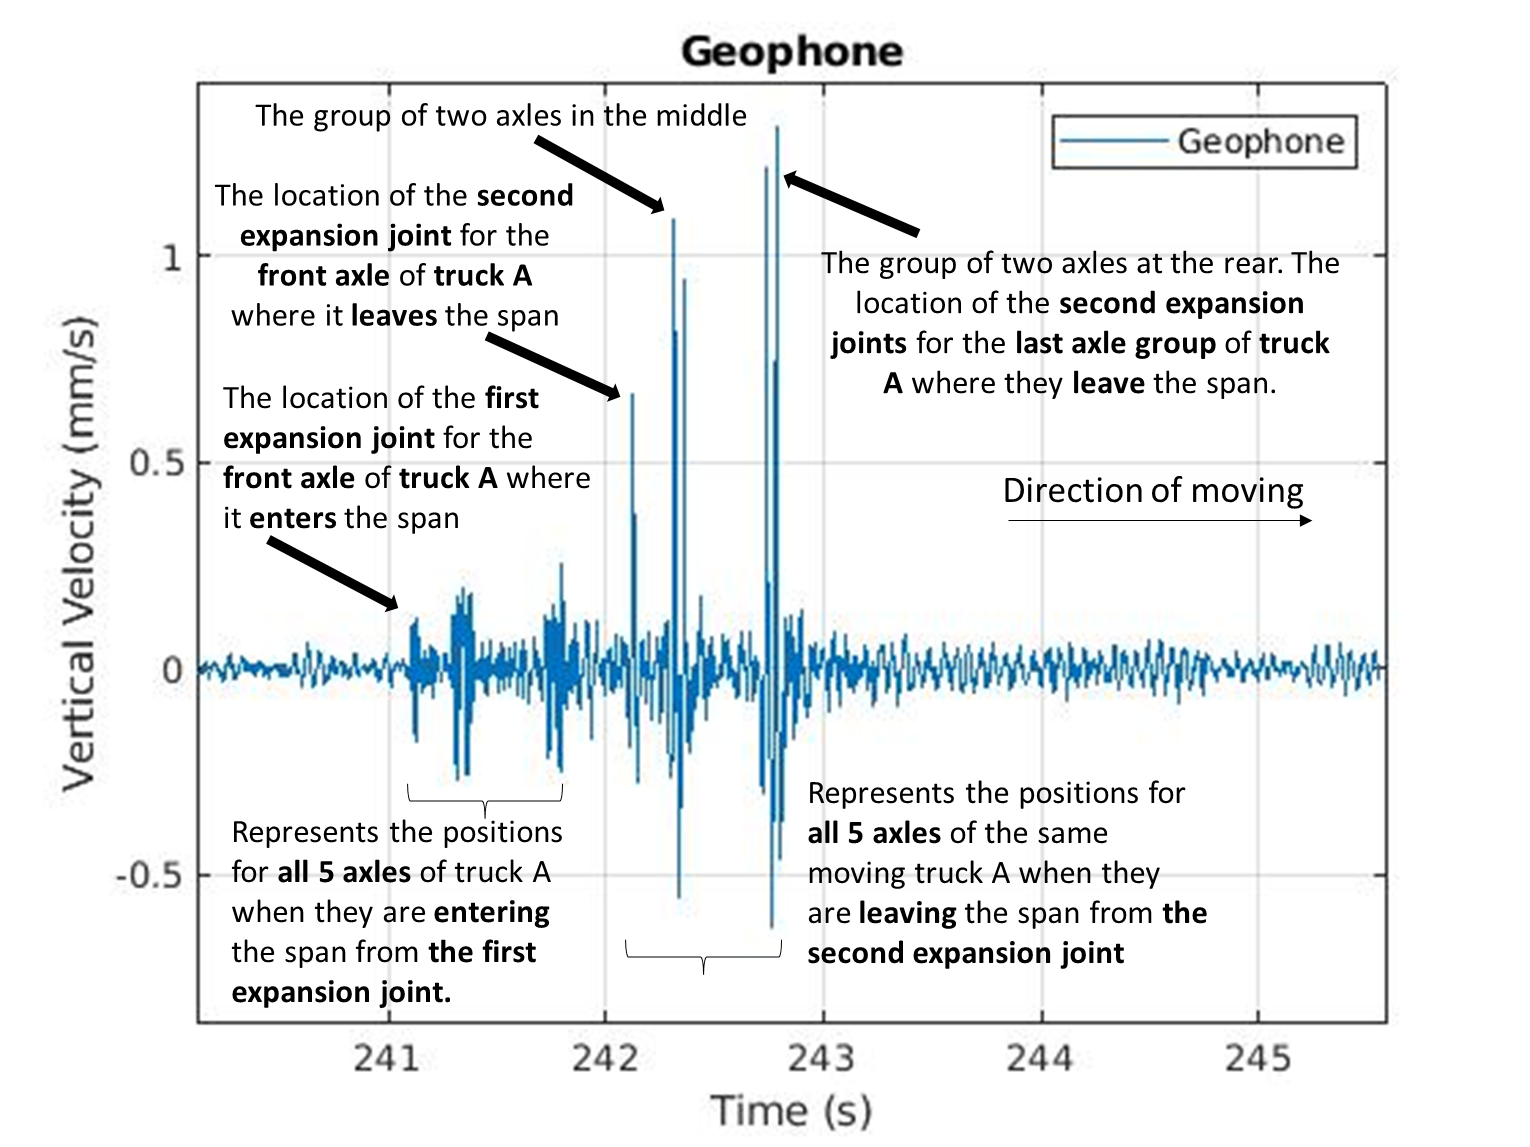 Geophone
The group of two axles in the middle
Geophone
The location of the second
expansion joint for the
front axle of truck A
where it leaves the span
The group of two axles at the rear. The
location of the second expansion
joints for the last axle group of truck
A where they leave the span.
The location of the first
expansion joint for the
front axle of truck A where
it enters the span
Direction of moving
Vertical Velocity (mm/s)
1
0.5
0
-0.5
Represents the positions
for all 5 axles of truck A
when they are entering
the span from the first
expansion joint.
Represents the positions for
all 5 axles of the same
moving truck A when they
are leaving the span from the
second expansion joint
241 242 243 244 245
Time (s)